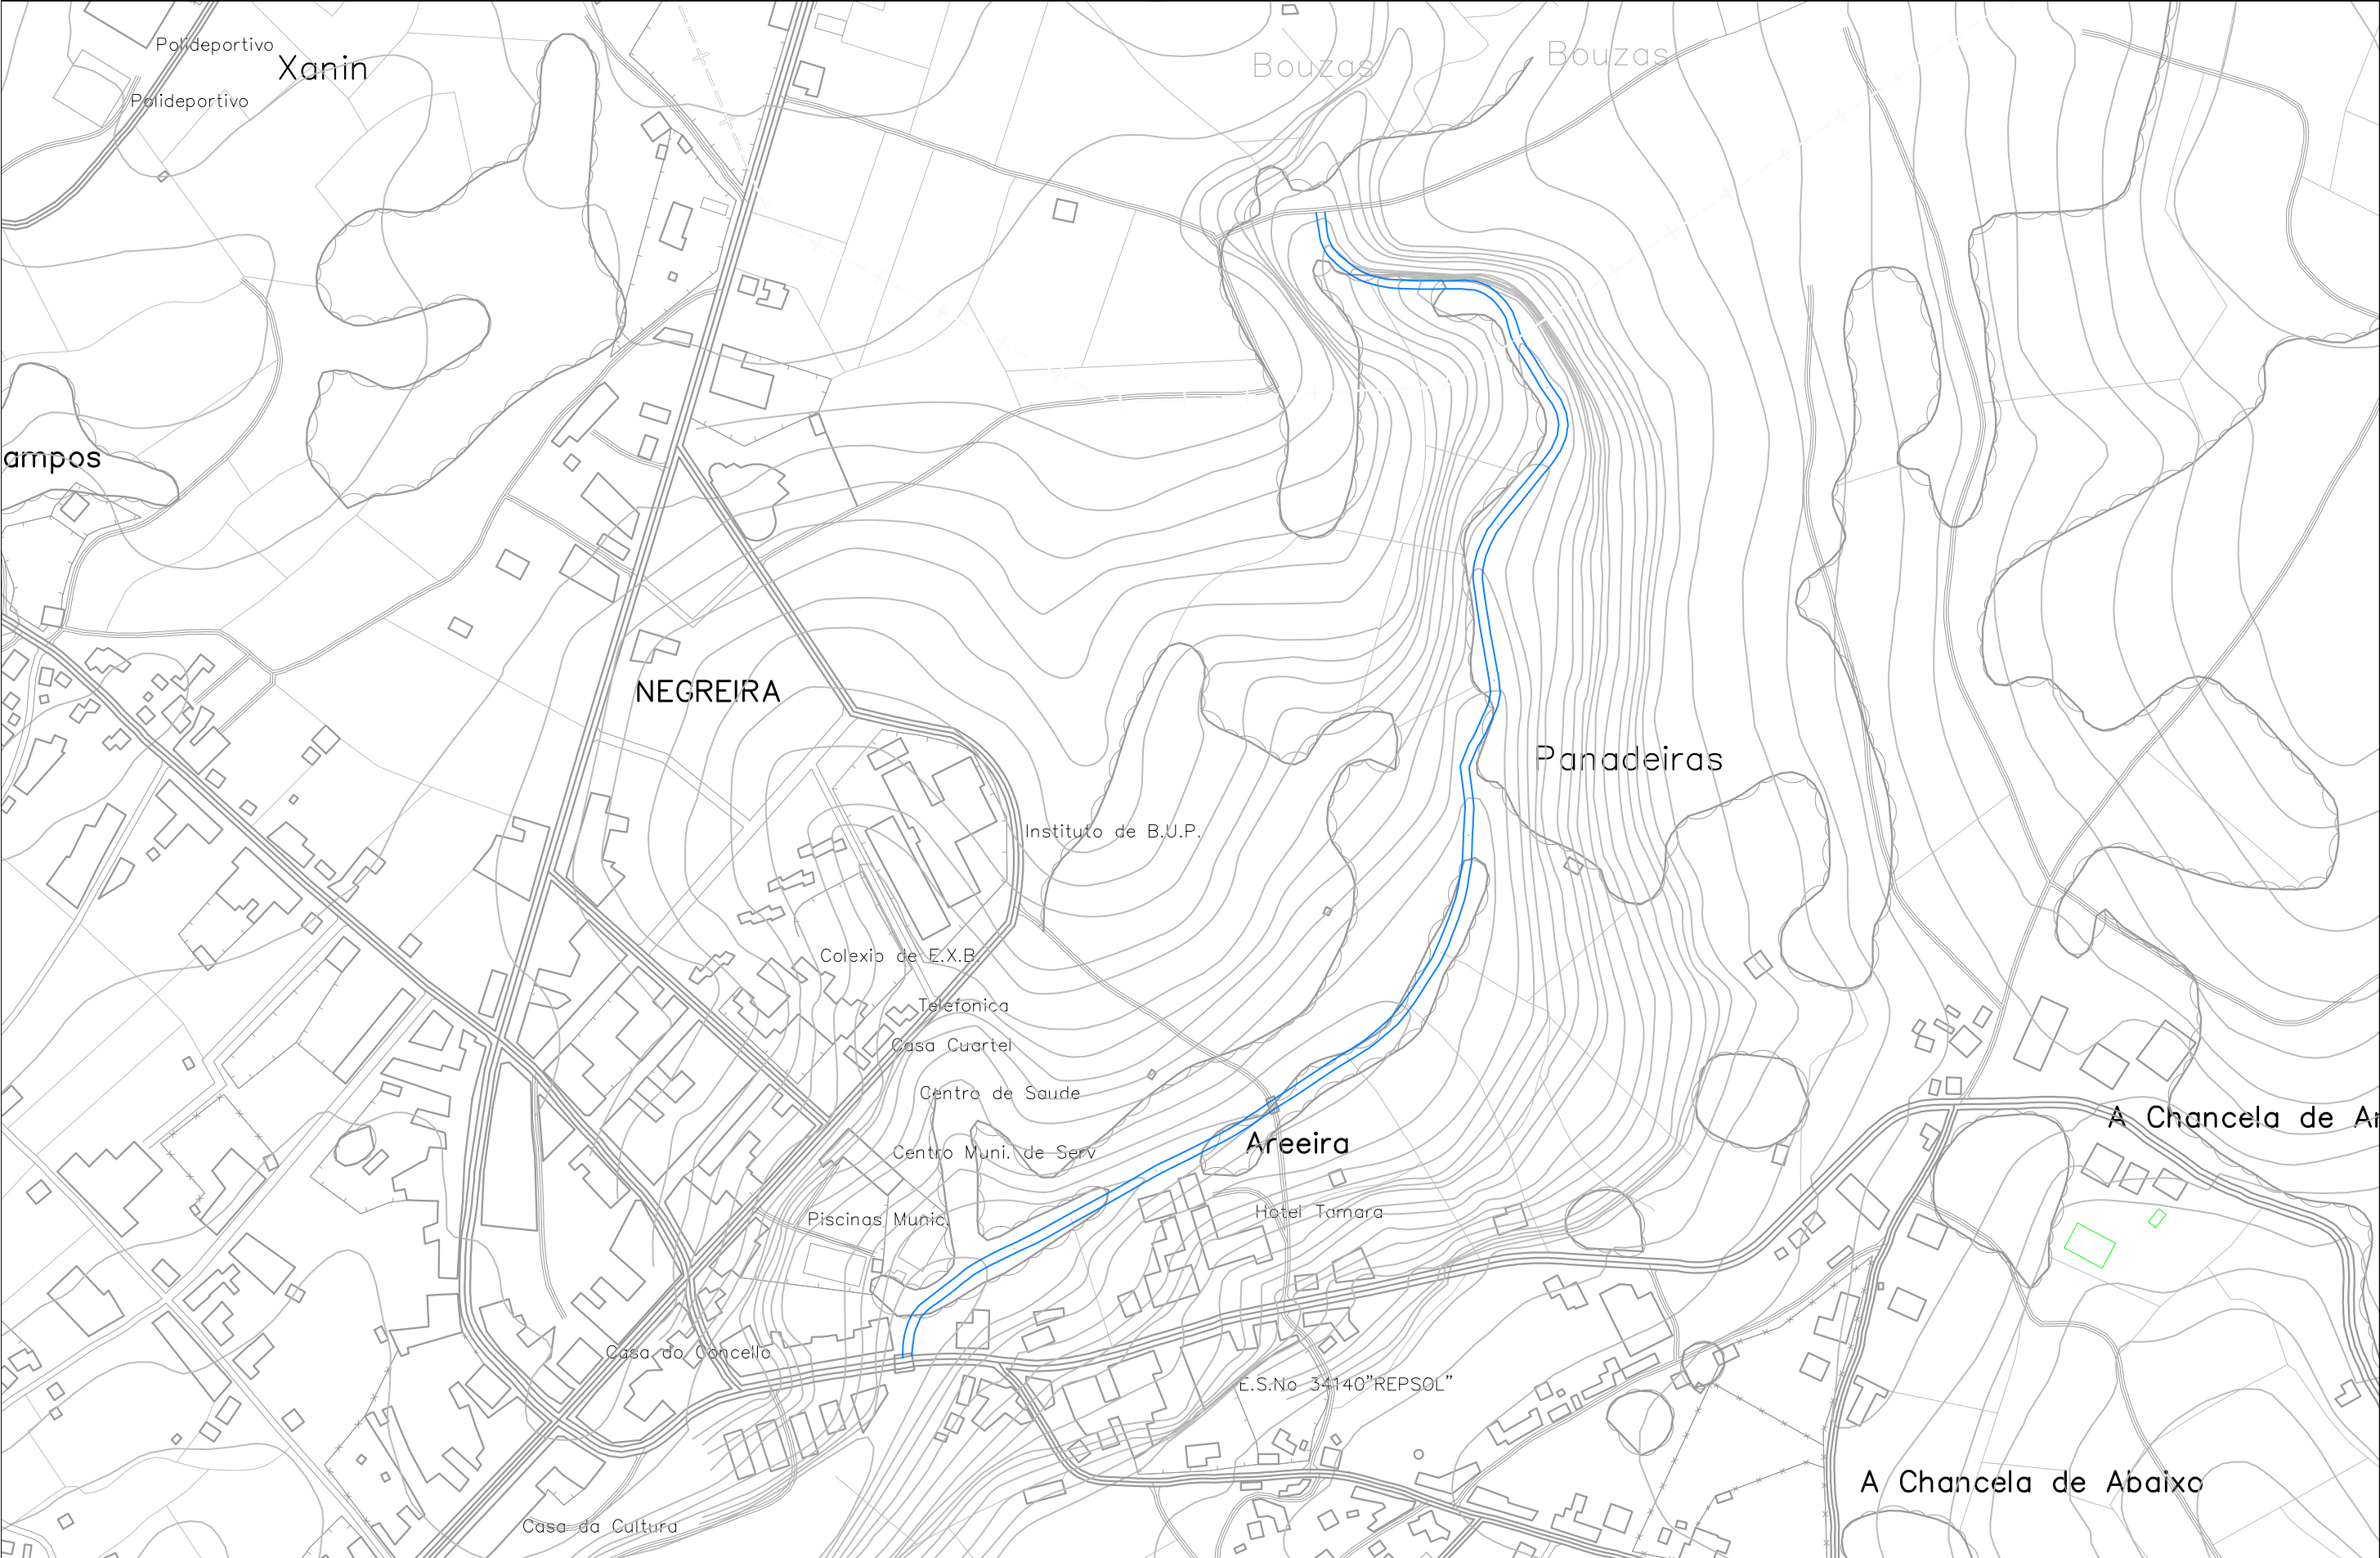 Polideportivo
Xanin
Bouzas
Bouzas
Polideportivo
ampos
NEGREIRA
Panadeiras
Instituto de B.U.P.
Colexio de E.X.B
Telefonica
Casa Cuartel
Centro de Saude
A Chancela de Ar
Areeira
Centro Muni. de Serv
Hotel Tamara
Piscinas Munic.
Casa do Concello
E.S.No 34140"REPSOL"
A Chancela de Abaixo
Casa da Cultura